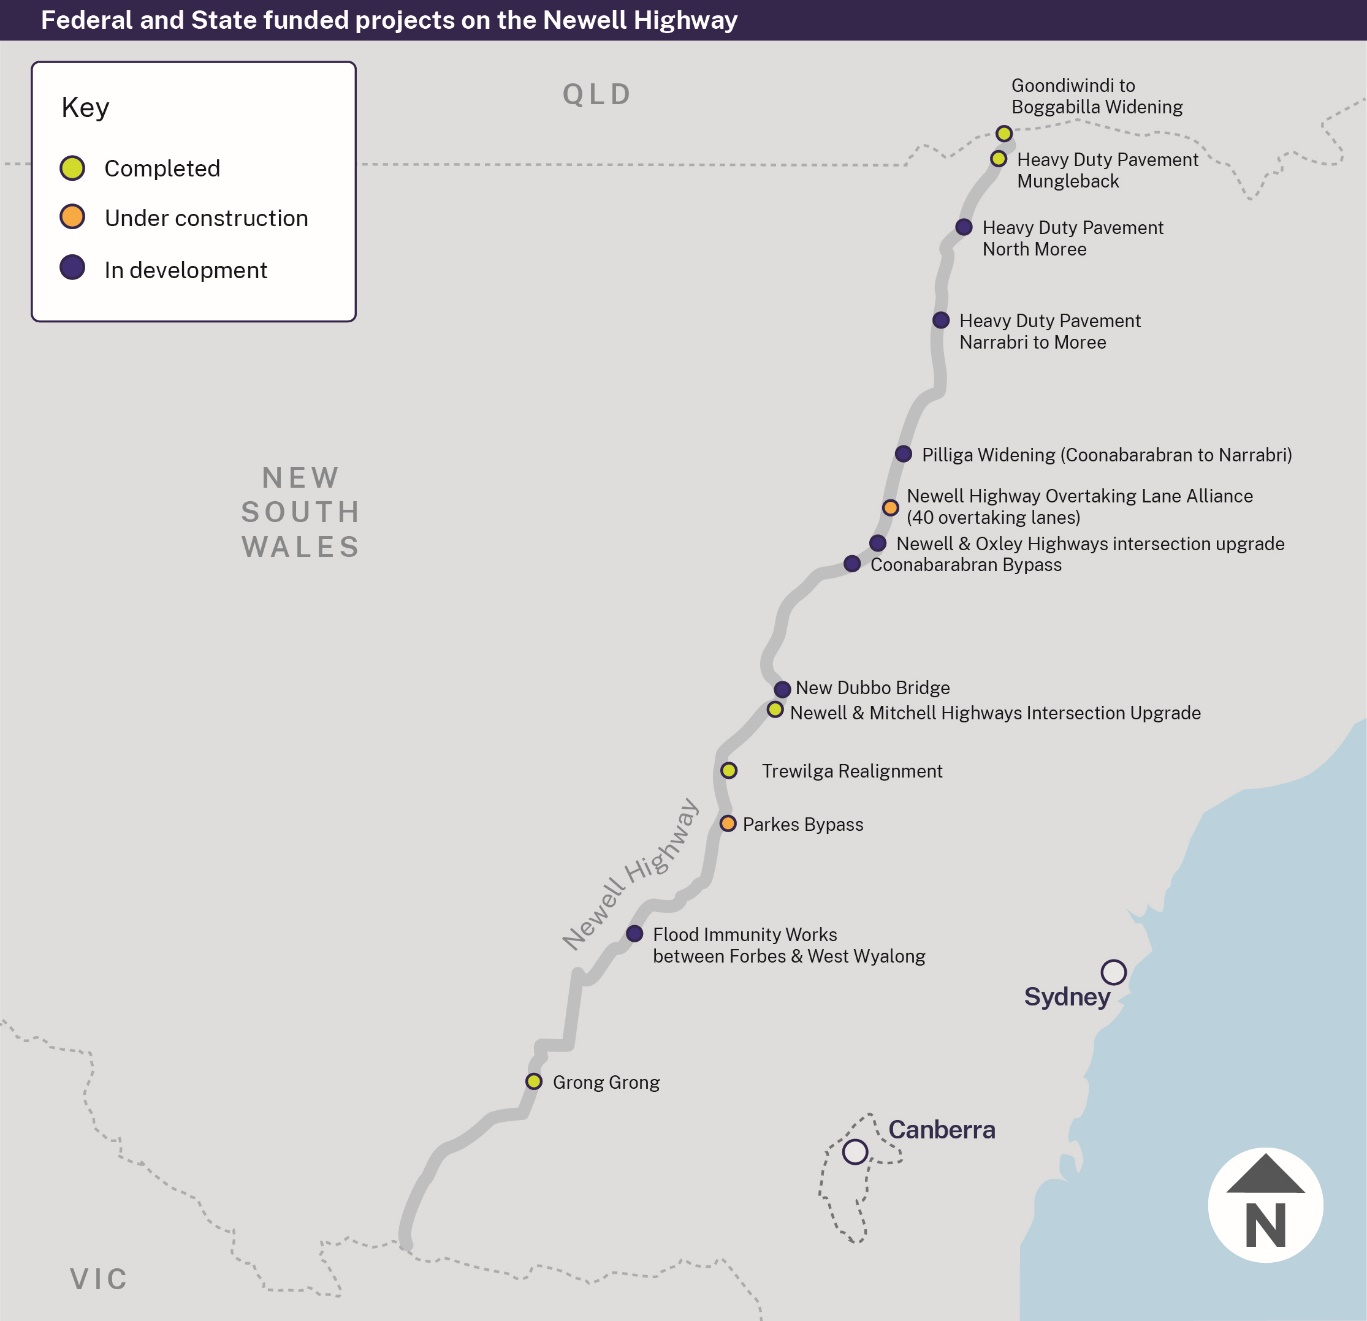 Federal and State funded projects on the Newell Highway
Key
Completed
Under construction
In development
QLD
Goondiwindi to
Boggabilla Widening
Heavy Duty Pavement
Mungleback
Heavy Duty Pavement
North Moree
Heavy Duty Pavement
Narrabri to Moree
Pilliga Widening (Coonabarabran to Narrabri)
NEW
SOUTH
WALES
Newell Highway Overtaking Lane Alliance
(40 overtaking lanes)
Newell & Oxley Highways intersection upgrade
Coonabarabran Bypass
New Dubbo Bridge
Newell & Mitchell Highways Intersection Upgrade
Trewilga Realignment
Parkes Bypass
Newell Highway
Flood Immunity Works
between Forbes & West Wyalong
Sydney
Grong Grong
Canberra
N
VIC